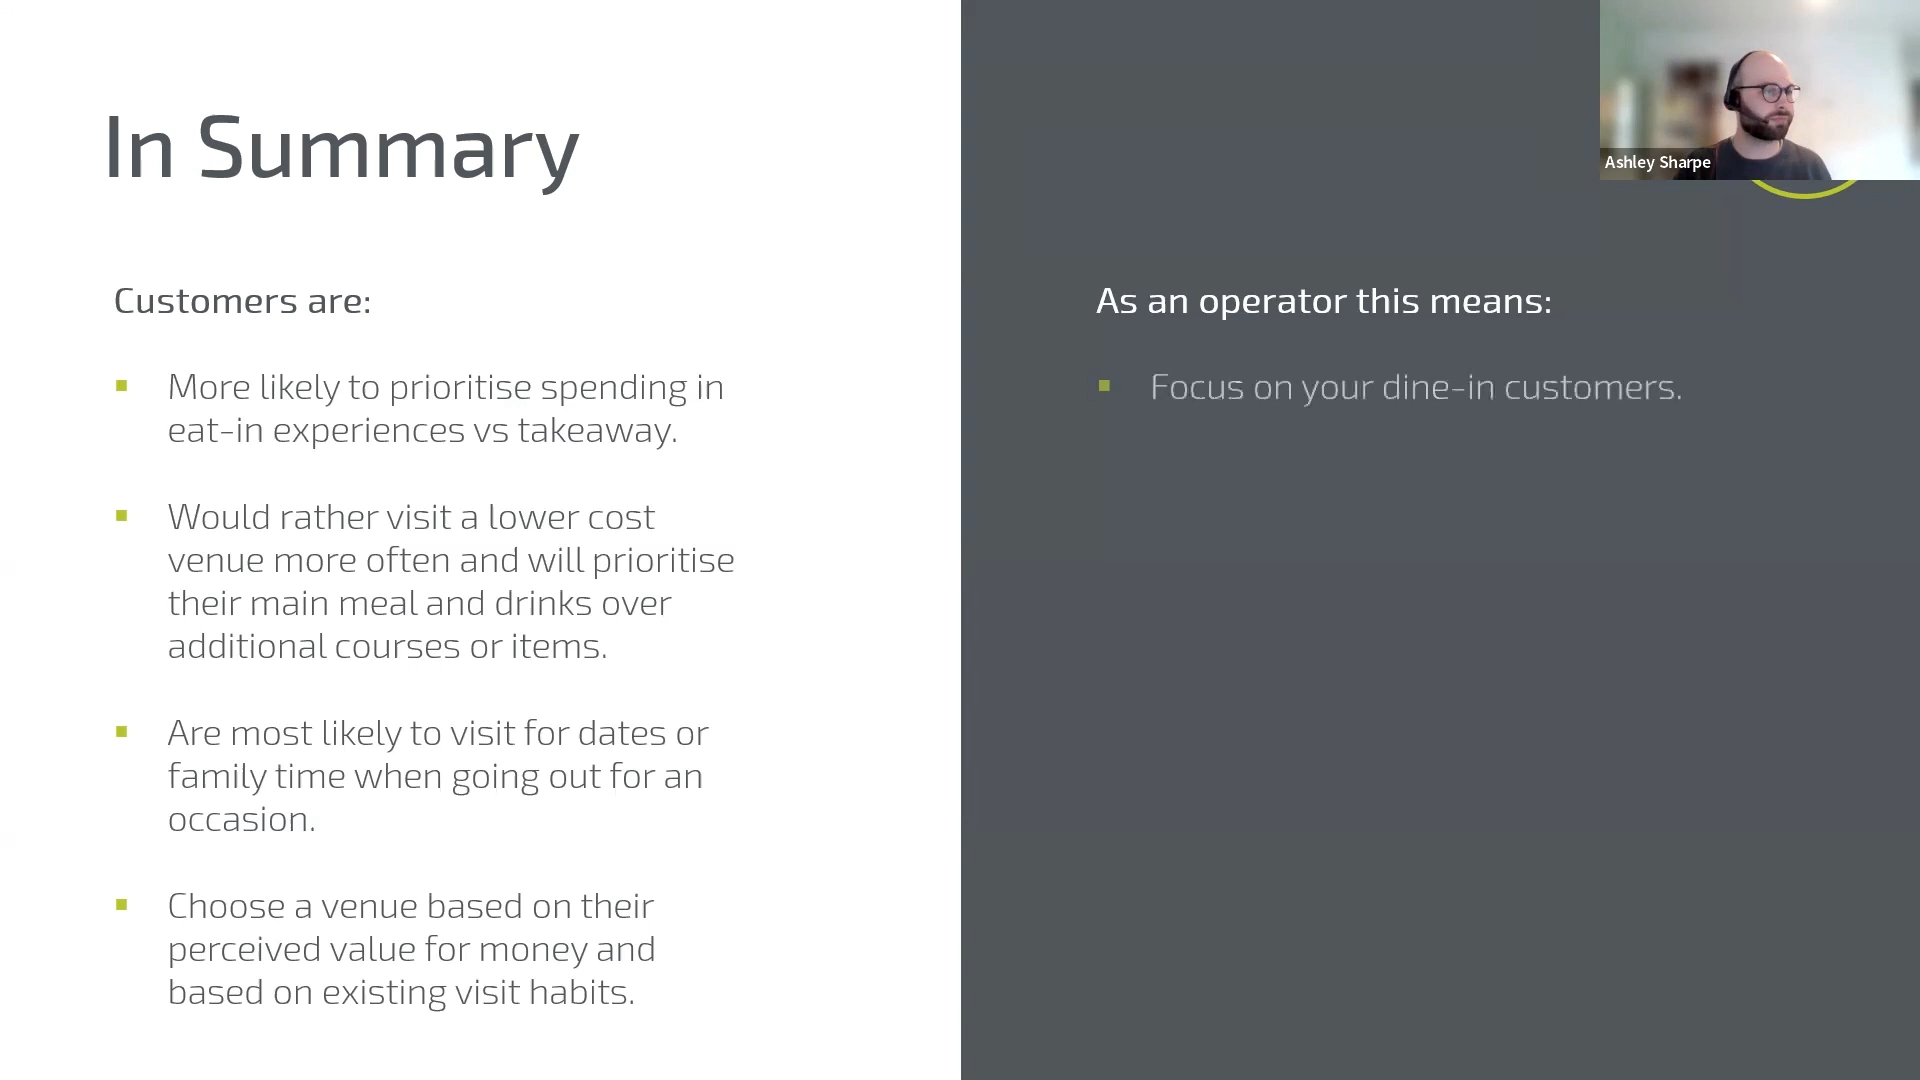 In Summary
Customers are:
More likely to prioritise spending in
eat-in experiences vs takeaway.
Would rather visit a lower cost
venue more often and will prioritise
their main meal and drinks over
additional courses or items.
Are most likely to visit for dates or
family time when going out for an
occasion.
Choose a venue based on their
perceived value for money and
based on existing visit habits.
Ashley Sharpe
As an operator this means:
Focus on your dine-in customers.